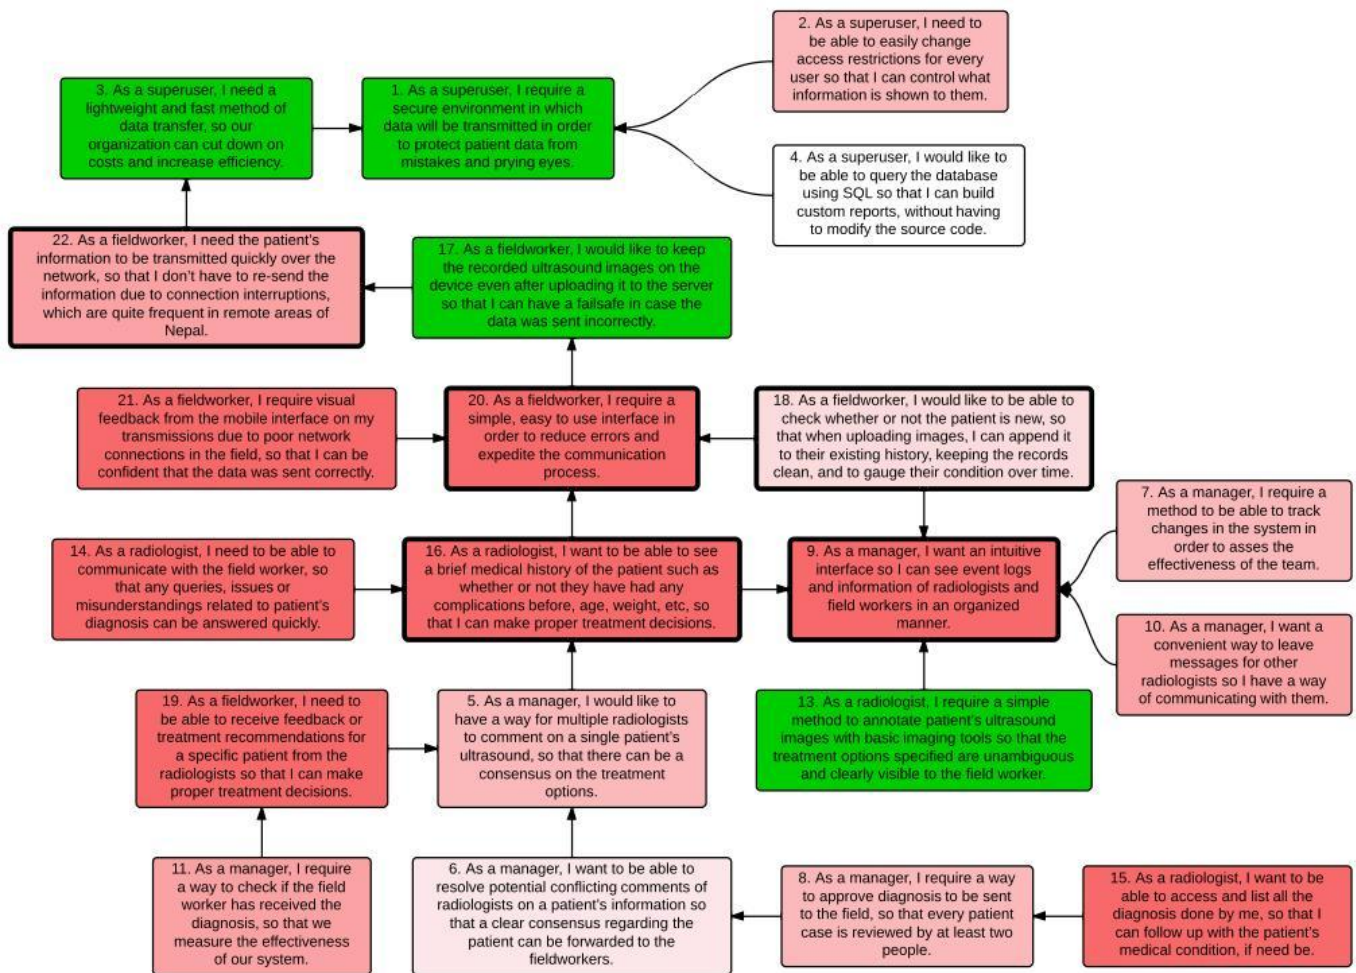 2. As a superuser, I need to
be able to easily change
access restrictions for every
user so that I can control what
information is shown to them.
3. As a superuser, I need a
lightweight and fast method of
data transfer, so our
organization can cut down on
costs and increase efficiency.
1. As a superuser, I require a
secure environment in which
data will be transmitted in order
to protect patient data from
mistakes and prying eyes.
4. As a superuser, I would like to
be able to query the database
using SQL so that I can build
custom reports, without having
to modify the source code.
22. As a fieldworker, I need the patient's
information to be transmitted quickly over the
network, so that I don't have to re-send the
information due to connection interruptions,
which are quite frequent in remote areas of
Nepal.
17. As a fieldworker, I would like to keep
the recorded ultrasound images on the
device even after uploading it to the server
so that I can have a failsafe in case the
data was sent incorrectly.
21. As a fieldworker, I require visual
feedback from the mobile interface on my
transmissions due to poor network
connections in the field, so that I can be
confident that the data was sent correctly.
20. As a fieldworker, I require a
simple, easy to use interface in
order to reduce errors and
expedite the communication
process.
18. As a fieldworker, I would like to be able to
check whether or not the patient is new, so
that when uploading images, I can append it
to their existing history, keeping the records
clean, and to gauge their condition over time.
7. As a manager, I require a
method to be able to track
changes in the system in
order to asses the
effectiveness of the team.
14. As a radiologist, I need to be able to
communicate with the field worker, so
that any queries, issues or
misunderstandings related to patient's
diagnosis can be answered quickly.
16. As a radiologist, I want to be able to see
a brief medical history of the patient such as
whether or not they have had any
complications before, age, weight, etc, so
that I can make proper treatment decisions.
9. As a manager, I want an intuitive
interface so I can see event logs
and information of radiologists and
field workers in an organized
manner.
10. As a manager, I want a
convenient way to leave
messages for other
radiologists so I have a way
of communicating with them.
19. As a fieldworker, I need to
be able to receive feedback or
treatment recommendations for
a specific patient from the
radiologists so that I can make
proper treatment decisions.
5. As a manager, I would like to
have a way for multiple radiologists
to comment on a single patient's
ultrasound, so that there can be a
consensus on the treatment
options.
13. As a radiologist, I require a simple
method to annotate patient's ultrasound
images with basic imaging tools so that the
treatment options specified are unambiguous
and clearly visible to the field worker.
11. As a manager, I require
a way to check if the field
worker has received the
diagnosis, so that we
measure the effectiveness
of our system.
6. As a manager, I want to be able to
resolve potential conflicting comments of
radiologists on a patient's information so
that a clear consensus regarding the
patient can be forwarded to the
fieldworkers.
8. As a manager, I require a way
to approve diagnosis to be sent
to the field, so that every patient
case is reviewed by at least two
people.
15. As a radiologist, I want to be
able to access and list all the
diagnosis done by me, so that I
can follow up with the patient's
medical condition, if need be.